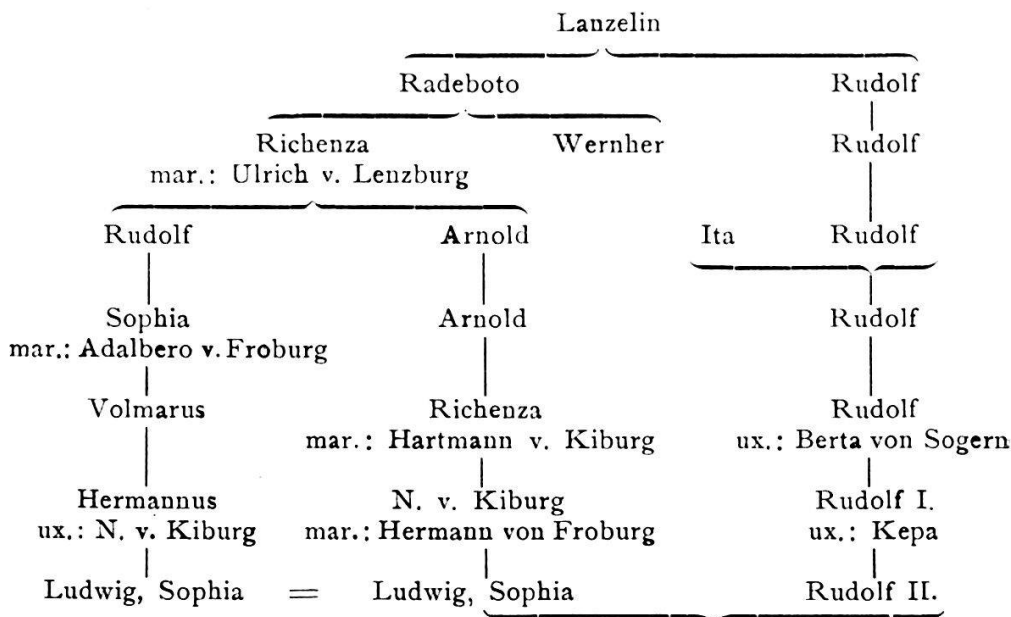 Lanzelin
Radeboto Rudolf
Richenza Wernher Rudolf
mar.: Ulrich v. Lenzburg
Rudolf Arnold Ita Rudolf
Sophia Arnold Rudolf
mar.: Adalbero v. Froburg
Volmarus Richenza Rudolf
mar.: Hartmann v. Kiburg ux.: Berta von Sogern
Hermannus N. v. Kiburg Rudolf I.
ux.: N. v. Kiburg mar.: Hermann von Froburg ux.: Kepa
Ludwig, Sophia = Ludwig, Sophia Rudolf II.